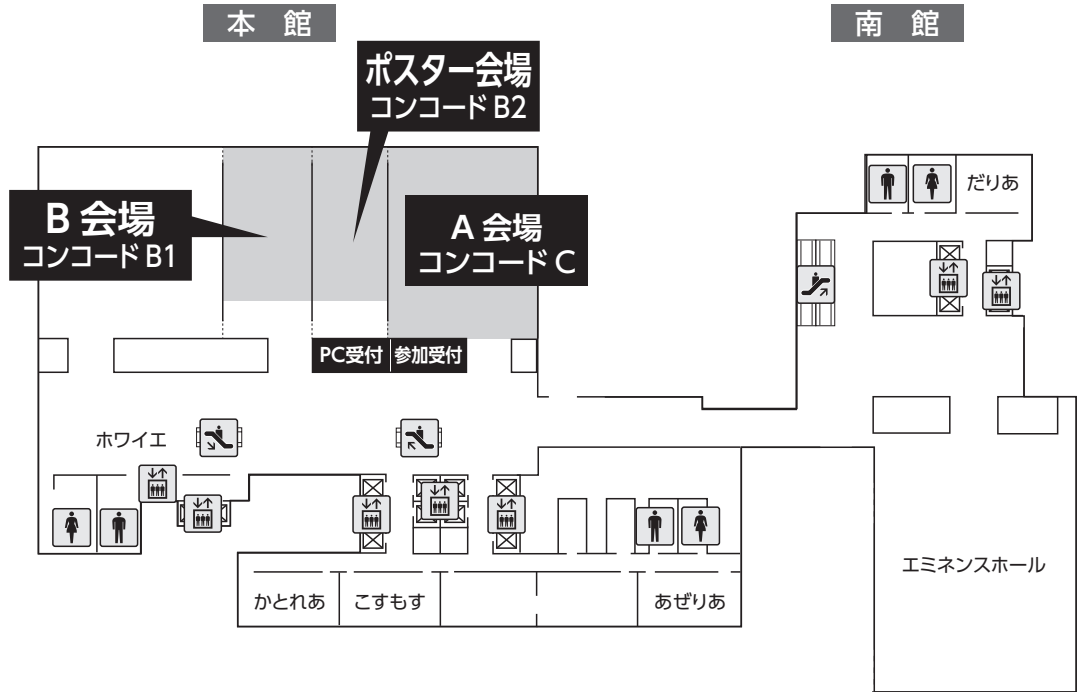 本 館
南 館
ポスター会場
コンコード B2
B 会場
コンコード B1
A 会場
コンコード C
だりあ
PC受付
参加受付
ホワイエ
エミネンスホール
かとれあ
こすもす
あぜりあ